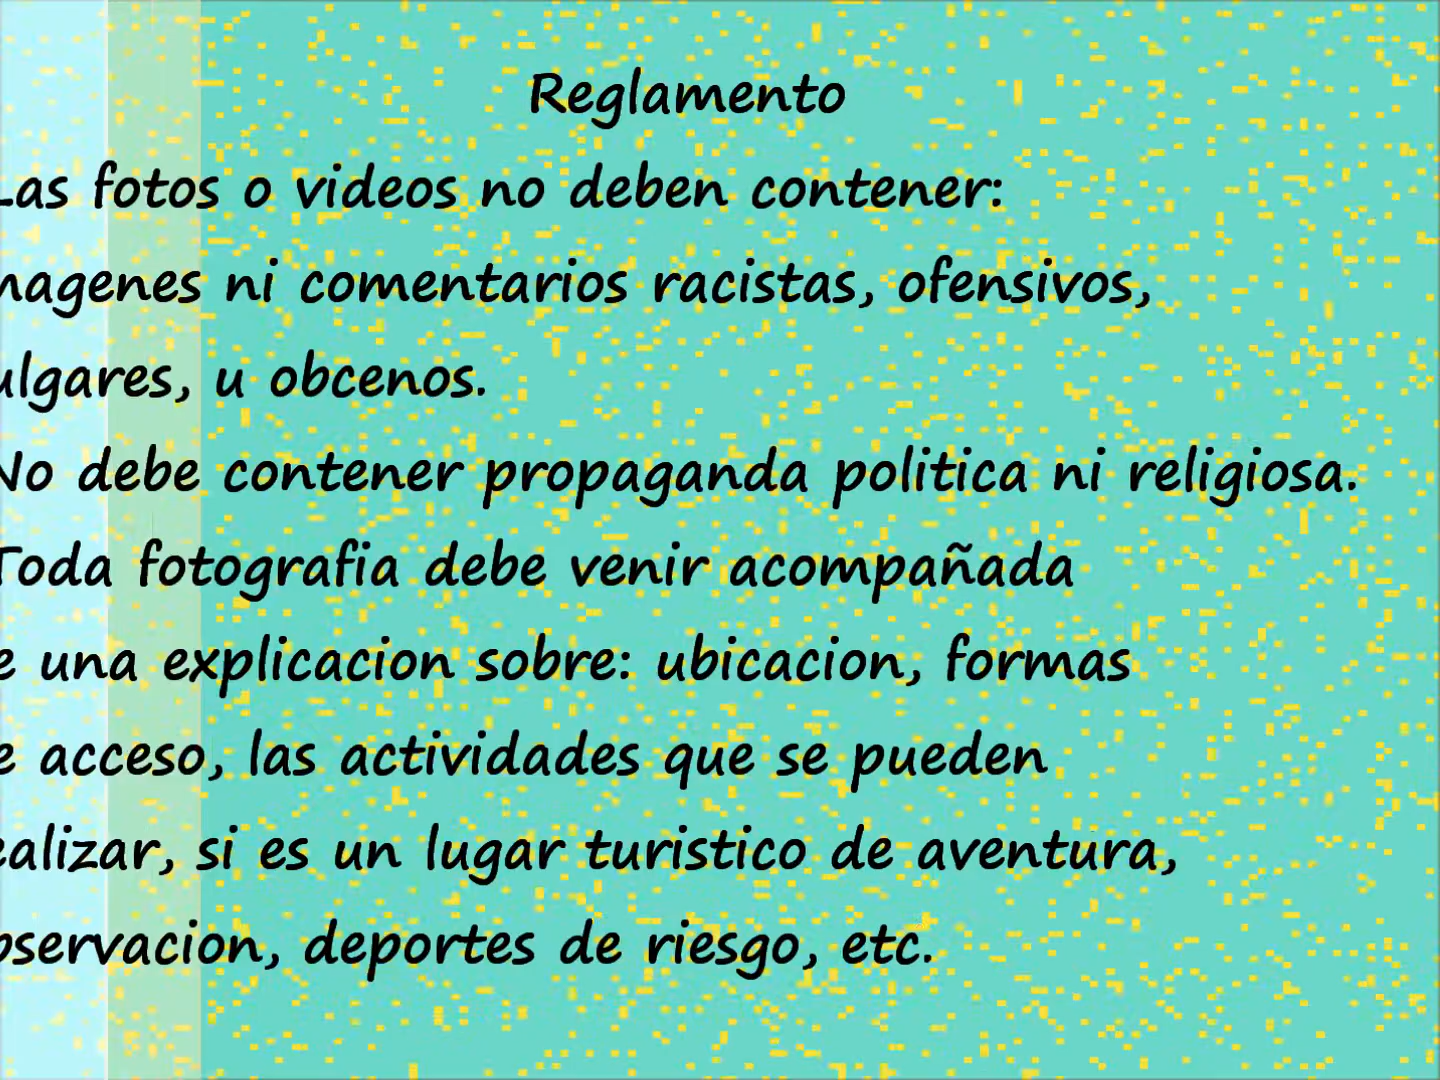 Reglamento
Las fotos o videos no deben contener:
magenes ni comentarios racistas, ofensivos,
ulgares, u obcenos.
No debe contener propaganda politica ni religiosa.
Toda fotografia debe venir acompañada
e una explicacion sobre: ubicacion, formas
e acceso, las actividades que se pueden
ealizar, si es un lugar turistico de aventura,
bservacion, deportes de riesgo, etc.